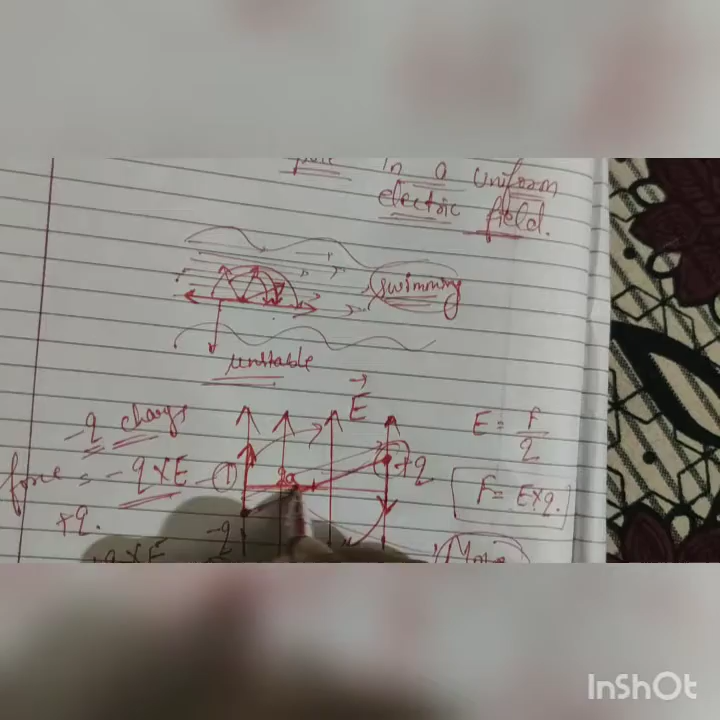 in a uniform
electric field.
swimming
unstable
-q charge
E
E = F/q
force = -q×E
-q
+q
F = E×q.
+q.
-q
+q×E
InShOt